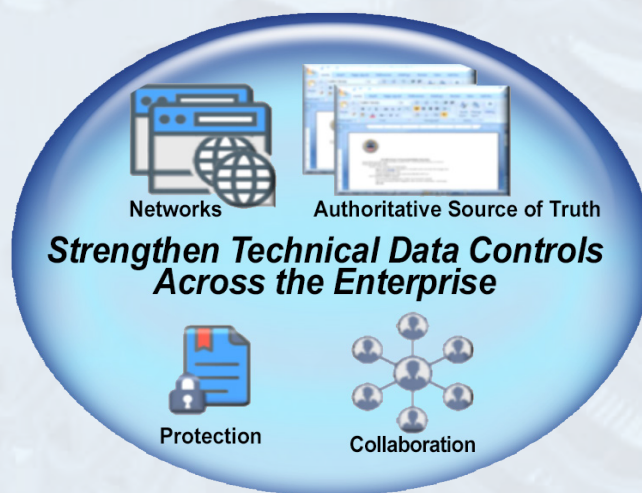 Networks
Authoritative Source of Truth
Strengthen Technical Data Controls
Across the Enterprise
Protection
Collaboration